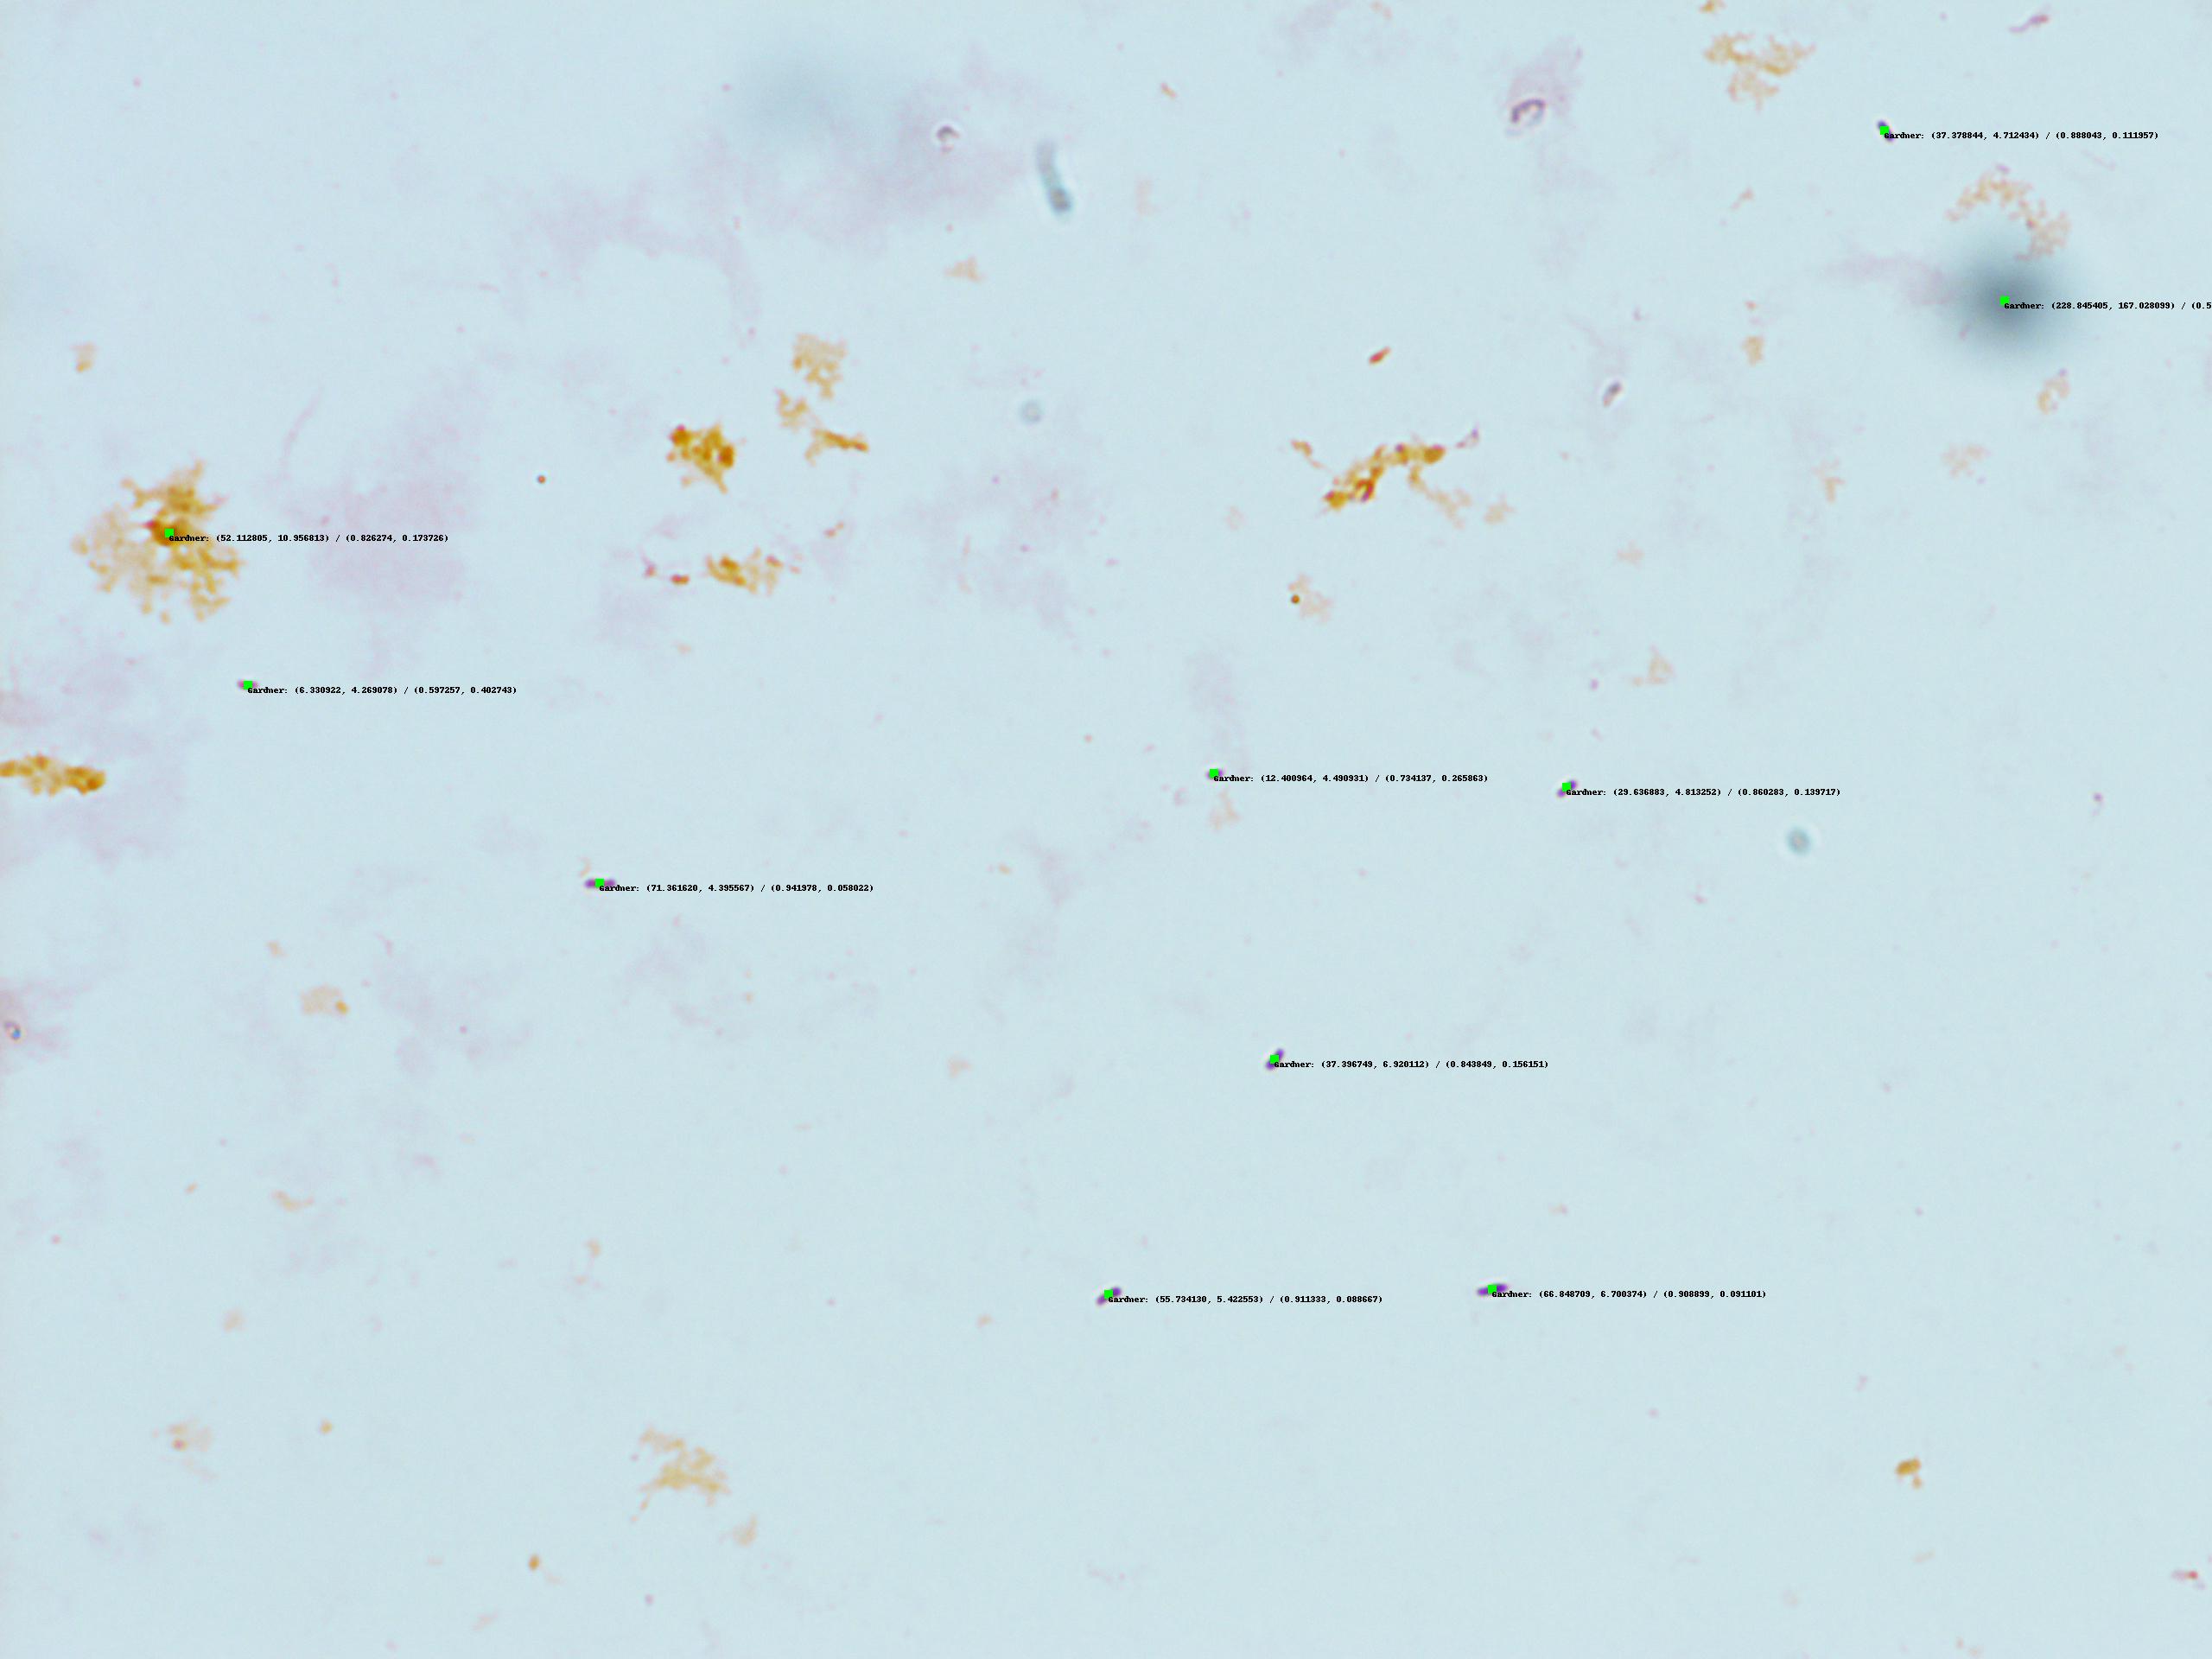 Gardner: (37.378844, 4.712434) / (0.888043, 0.111957)
Gardner: (228.845405, 167.028099) / (0.5
Gardner: (52.112805, 10.956813) / (0.826274, 0.173726)
Gardner: (6.330922, 4.269078) / (0.597257, 0.402743)
Gardner: (12.400964, 4.490931) / (0.734137, 0.265863)
Gardner: (29.636883, 4.813252) / (0.860283, 0.139717)
Gardner: (71.361620, 4.395567) / (0.941978, 0.058022)
Gardner: (37.396749, 6.920112) / (0.843849, 0.156151)
Gardner: (66.848709, 6.700374) / (0.908899, 0.091101)
Gardner: (55.734130, 5.422553) / (0.911333, 0.088667)